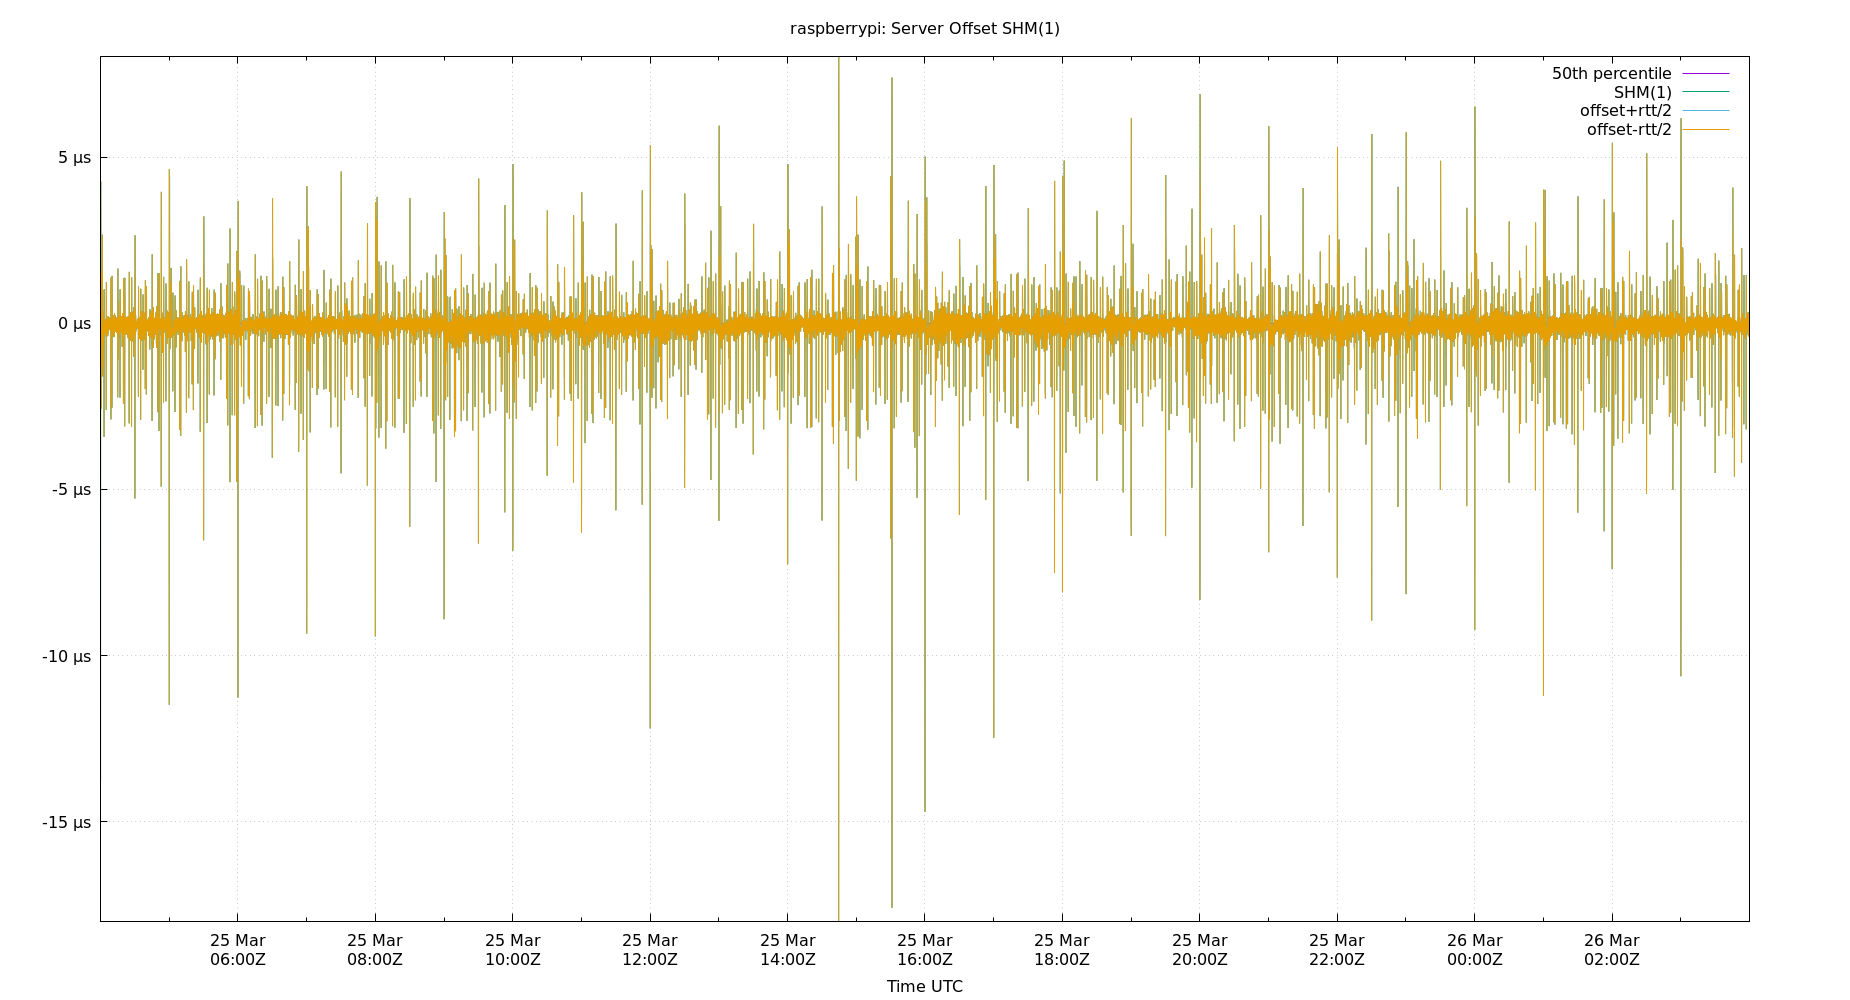 raspberrypi: Server Offset SHM(1)
50th percentile
SHM(1)
offset+rtt/2
offset-rtt/2
5 µs
0 µs
-5 µs
-10 µs
-15 µs
25 Mar 25 Mar 25 Mar 25 Mar 25 Mar 25 Mar 25 Mar 25 Mar 25 Mar 26 Mar 26 Mar
06:00Z 08:00Z 10:00Z 12:00Z 14:00Z 16:00Z 18:00Z 20:00Z 22:00Z 00:00Z 02:00Z
Time UTC